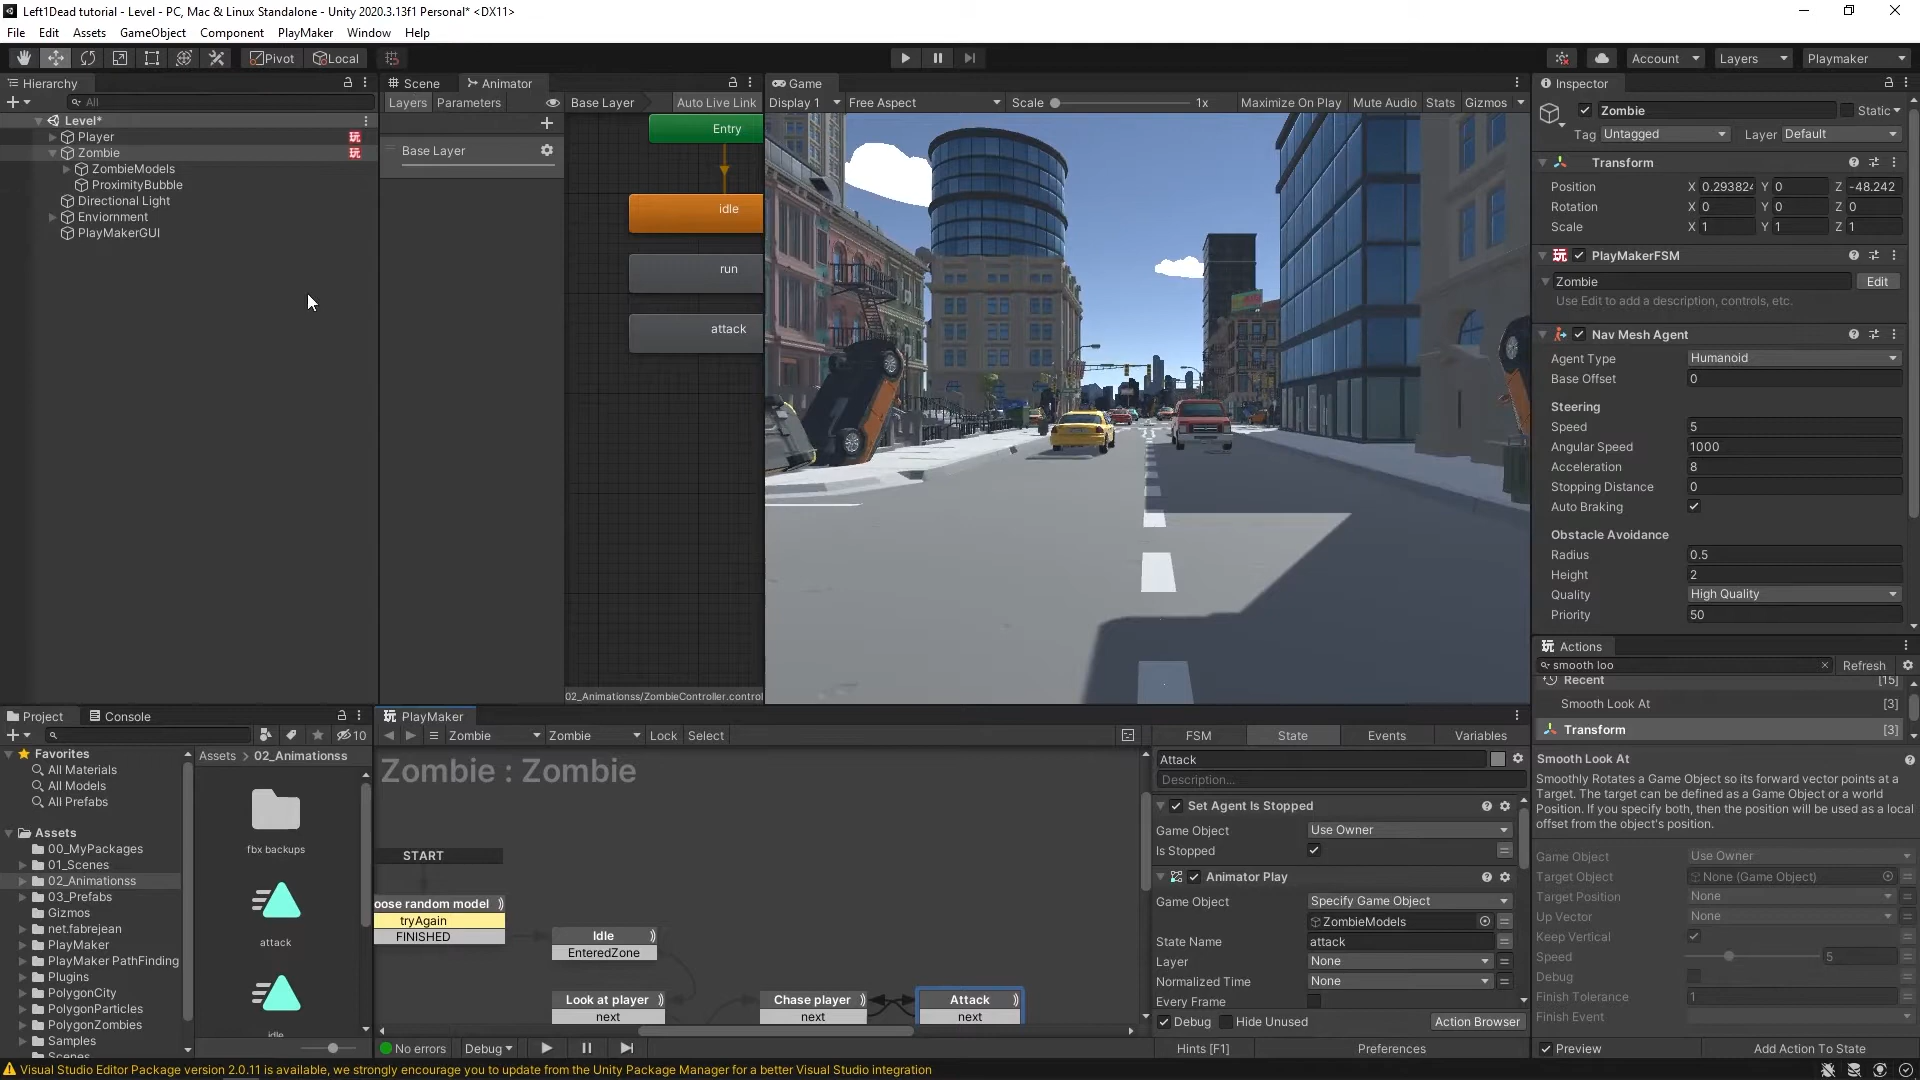 Left1Dead tutorial - Level - PC, Mac & Linux Standalone - Unity 2020.3.13f1 Personal* <DX11>
File Edit Assets GameObject Component PlayMaker Window Help
Pivot Local
Account Layers Playmaker
Hierarchy
All
Level*
Player
Zombie
ZombieModels
ProximityBubble
Directional Light
Enviornment
PlayMakerGUI
Scene Animator
Layers Parameters Base Layer Auto Live Link
Base Layer
Entry
idle
run
attack
02_Animationss/ZombieController.control
Game
Display 1 Free Aspect Scale 1x Maximize On Play Mute Audio Stats Gizmos
Inspector
Zombie Static
Tag Untagged Layer Default
Transform
Position X 0.293824 Y 0 Z -48.242
Rotation X 0 Y 0 Z 0
Scale X 1 Y 1 Z 1
PlayMakerFSM
Zombie Edit
Use Edit to add a description, controls, etc.
Nav Mesh Agent
Agent Type Humanoid
Base Offset 0
Steering
Speed 5
Angular Speed 1000
Acceleration 8
Stopping Distance 0
Auto Braking
Obstacle Avoidance
Radius 0.5
Height 2
Quality High Quality
Priority 50
Actions
smooth loo Refresh
Recent [15]
Smooth Look At [3]
Transform [3]
Smooth Look At
Smoothly Rotates a Game Object so its forward vector points at a
Target. The target can be defined as a Game Object or a world
Position. If you specify both, then the position will be used as a local
offset from the object's position.
Game Object Use Owner
Target Object None (Game Object)
Target Position None
Up Vector None
Keep Vertical
Speed 5
Debug
Finish Tolerance 1
Finish Event
Preview Add Action To State
Project Console
10
Favorites
All Materials
All Models
All Prefabs
Assets
00_MyPackages
01_Scenes
02_Animationss
03_Prefabs
Gizmos
net.fabrejean
PlayMaker
PlayMaker PathFinding
Plugins
PolygonCity
PolygonParticles
PolygonZombies
Samples
Scenes
Assets > 02_Animationss
fbx backups
attack
idle
PlayMaker
Zombie Zombie Lock Select
Zombie : Zombie
START
oose random model
tryAgain
FINISHED
Idle
EnteredZone
Look at player
next
Chase player
next
Attack
next
No errors Debug
FSM State Events Variables
Attack
Description...
Set Agent Is Stopped
Game Object Use Owner
Is Stopped
Animator Play
Game Object Specify Game Object
ZombieModels
State Name attack
Layer None
Normalized Time None
Every Frame
Debug Hide Unused Action Browser
Hints [F1] Preferences
Visual Studio Editor Package version 2.0.11 is available, we strongly encourage you to update from the Unity Package Manager for a better Visual Studio integration